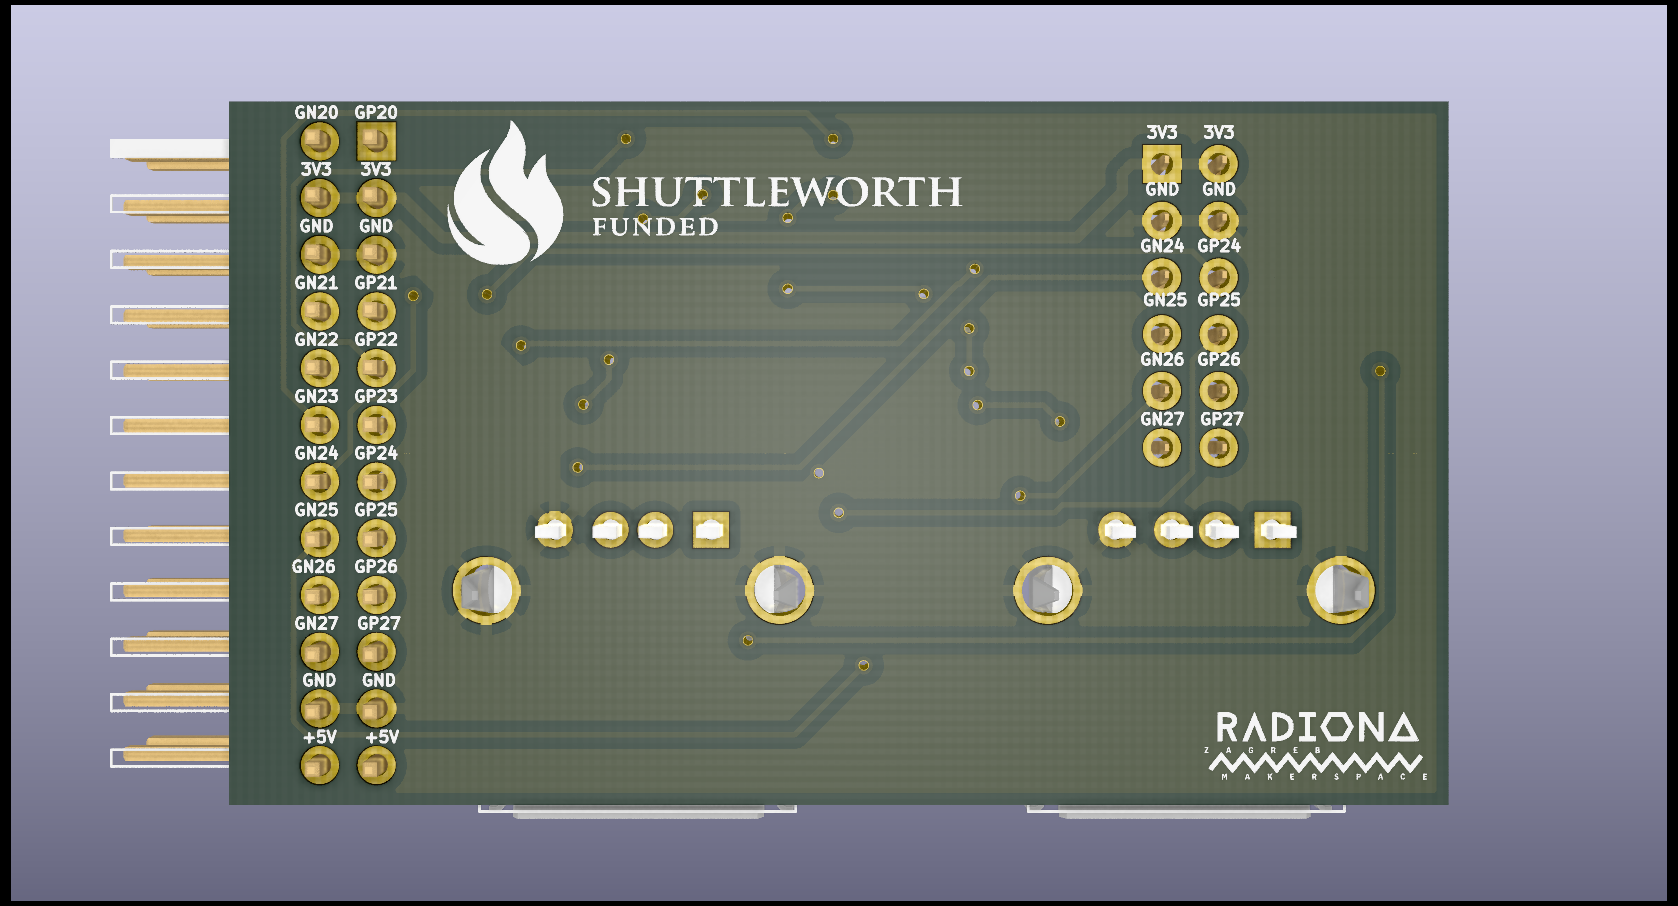 GN20 GP20
3V3 3V3
GND GND
GN21 GP21
GN22 GP22
GN23 GP23
GN24 GP24
GN25 GP25
GN26 GP26
GN27 GP27
GND GND
+5V +5V
SHUTTLEWORTH
FUNDED
3V3 3V3
GND GND
GN24 GP24
GN25 GP25
GN26 GP26
GN27 GP27
RADIONA
ZAGREB
MAKERSPACE